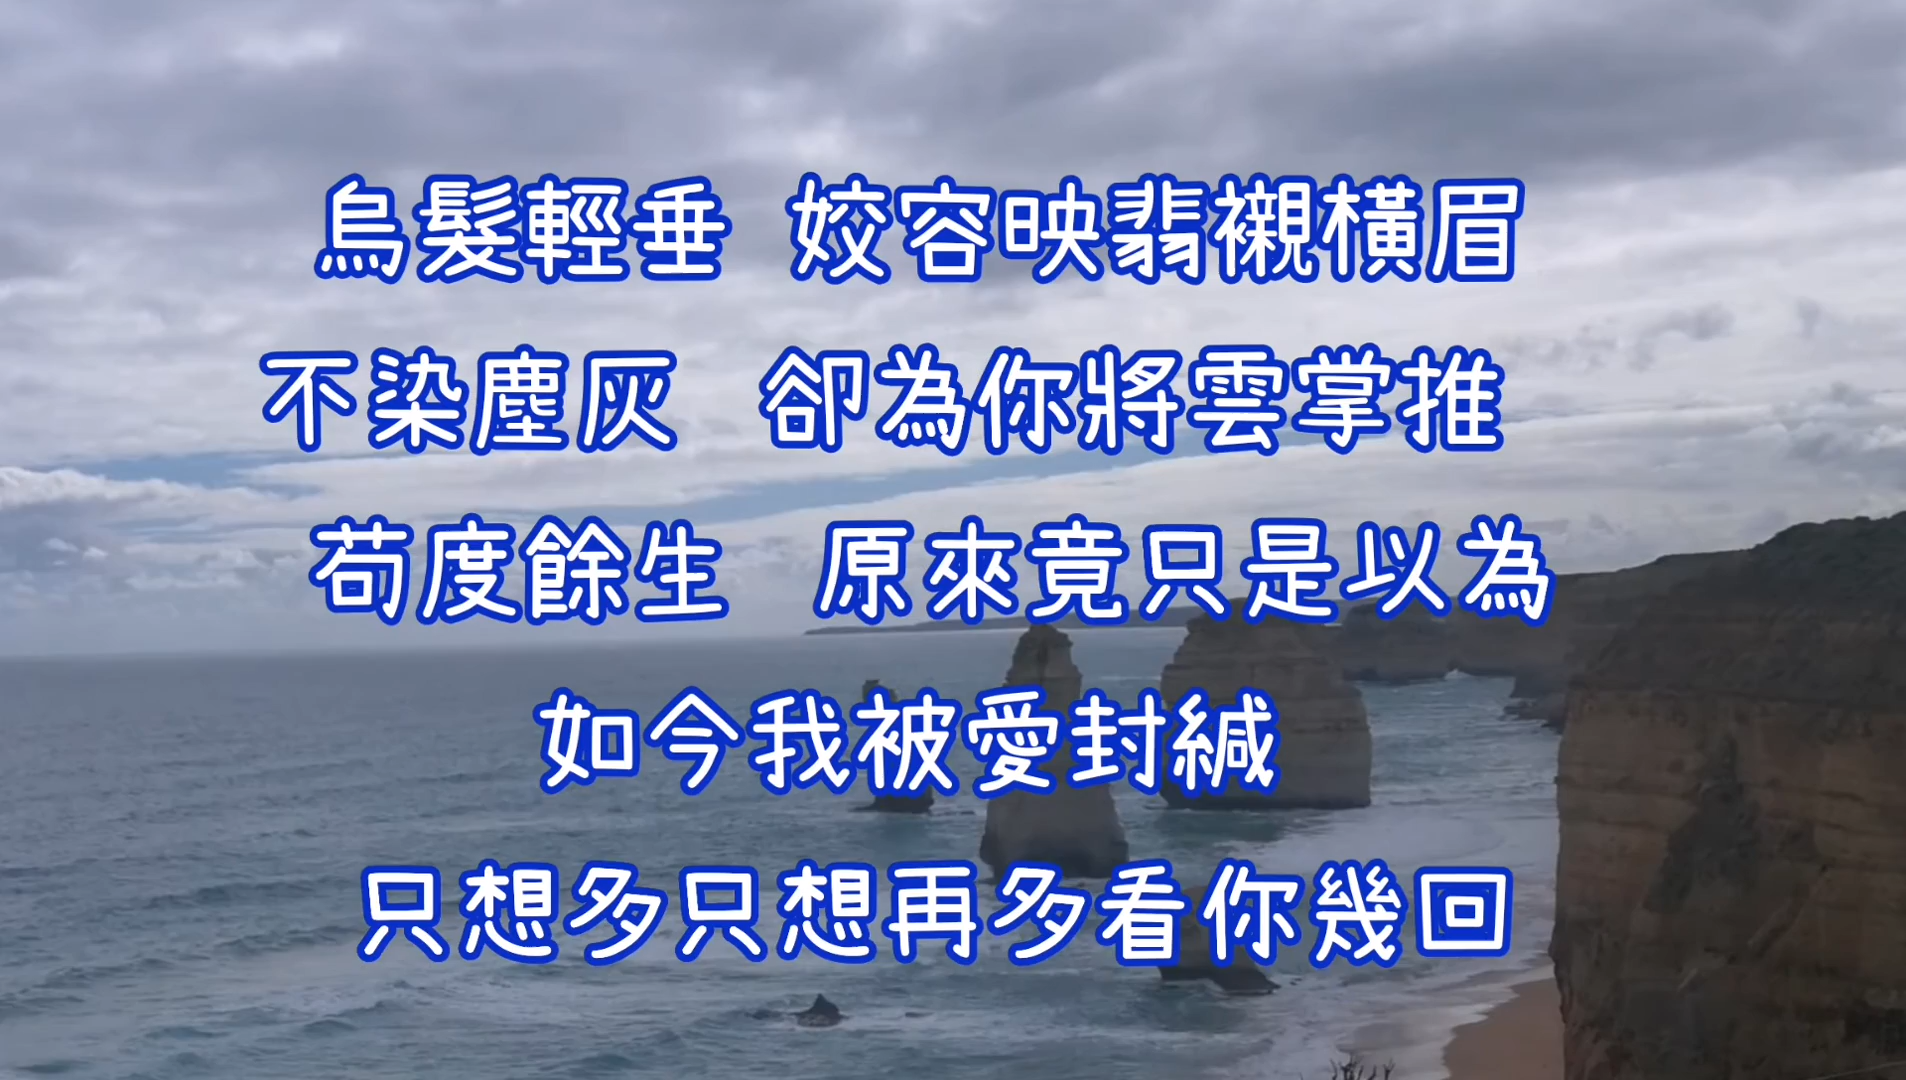 烏髮輕垂 姣容映翡襯橫眉
不染塵灰 卻為你將雲掌推
苟度餘生 原來竟只是以為
如今我被愛封緘
只想多只想再多看你幾回